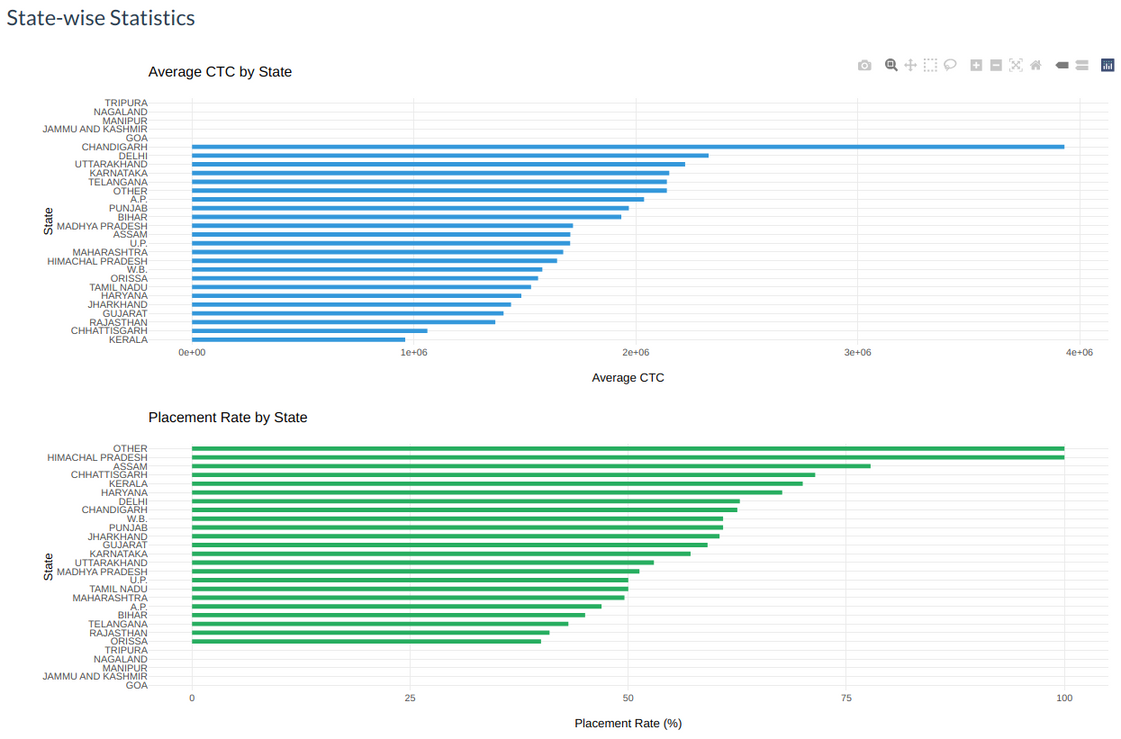 State-wise Statistics
Average CTC by State
TRIPURA
NAGALAND
MANIPUR
JAMMU AND KASHMIR
GOA
CHANDIGARH
DELHI
UTTARAKHAND
KARNATAKA
TELANGANA
OTHER
A.P.
PUNJAB
BIHAR
MADHYA PRADESH
ASSAM
U.P.
MAHARASHTRA
HIMACHAL PRADESH
W.B.
ORISSA
TAMIL NADU
HARYANA
JHARKHAND
GUJARAT
RAJASTHAN
CHHATTISGARH
KERALA
State
0e+00 1e+06 2e+06 3e+06 4e+06
Average CTC
Placement Rate by State
OTHER
HIMACHAL PRADESH
ASSAM
CHHATTISGARH
KERALA
HARYANA
DELHI
CHANDIGARH
W.B.
PUNJAB
JHARKHAND
GUJARAT
KARNATAKA
UTTARAKHAND
MADHYA PRADESH
U.P.
TAMIL NADU
MAHARASHTRA
A.P.
BIHAR
TELANGANA
RAJASTHAN
ORISSA
TRIPURA
NAGALAND
MANIPUR
JAMMU AND KASHMIR
GOA
State
0 25 50 75 100
Placement Rate (%)